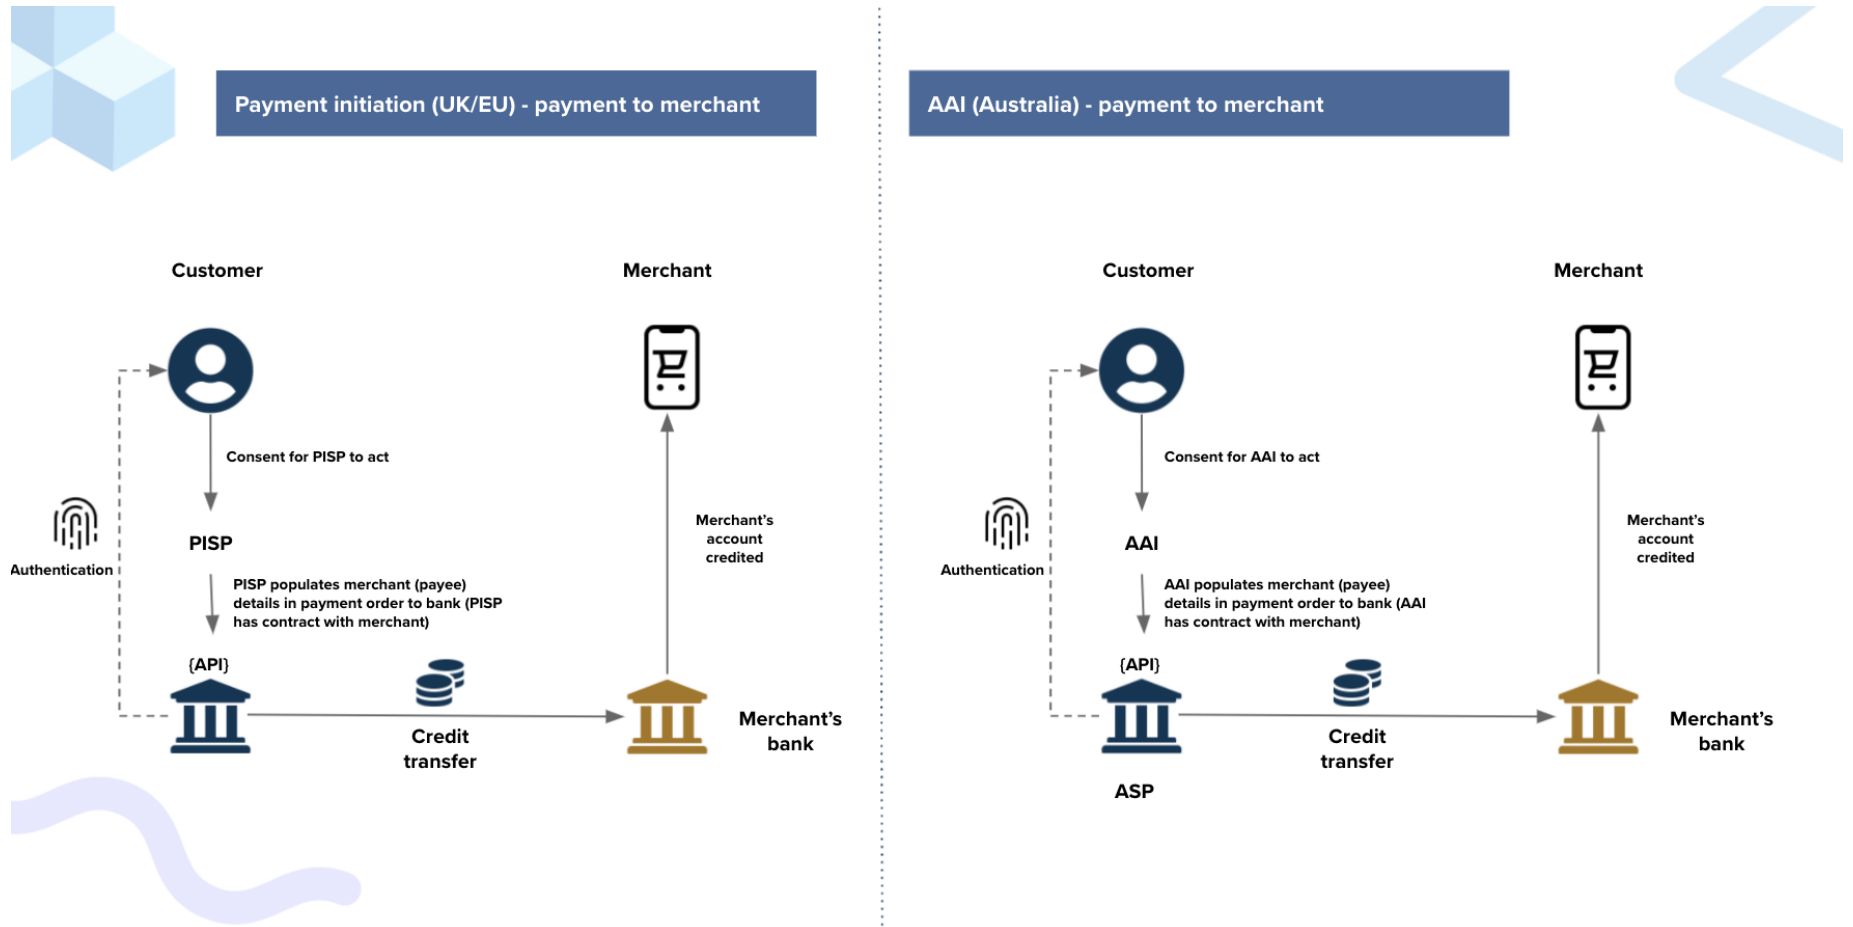 Payment initiation (UK/EU) - payment to merchant
Customer
Merchant
Consent for PISP to act
Authentication
PISP
Merchant's
account
credited
PISP populates merchant (payee)
details in payment order to bank (PISP
has contract with merchant)
{API}
Credit
transfer
Merchant's
bank
AAI (Australia) - payment to merchant
Customer
Merchant
Consent for AAI to act
Authentication
AAI
Merchant's
account
credited
AAI populates merchant (payee)
details in payment order to bank (AAI
has contract with merchant)
{API}
Credit
transfer
Merchant's
bank
ASP